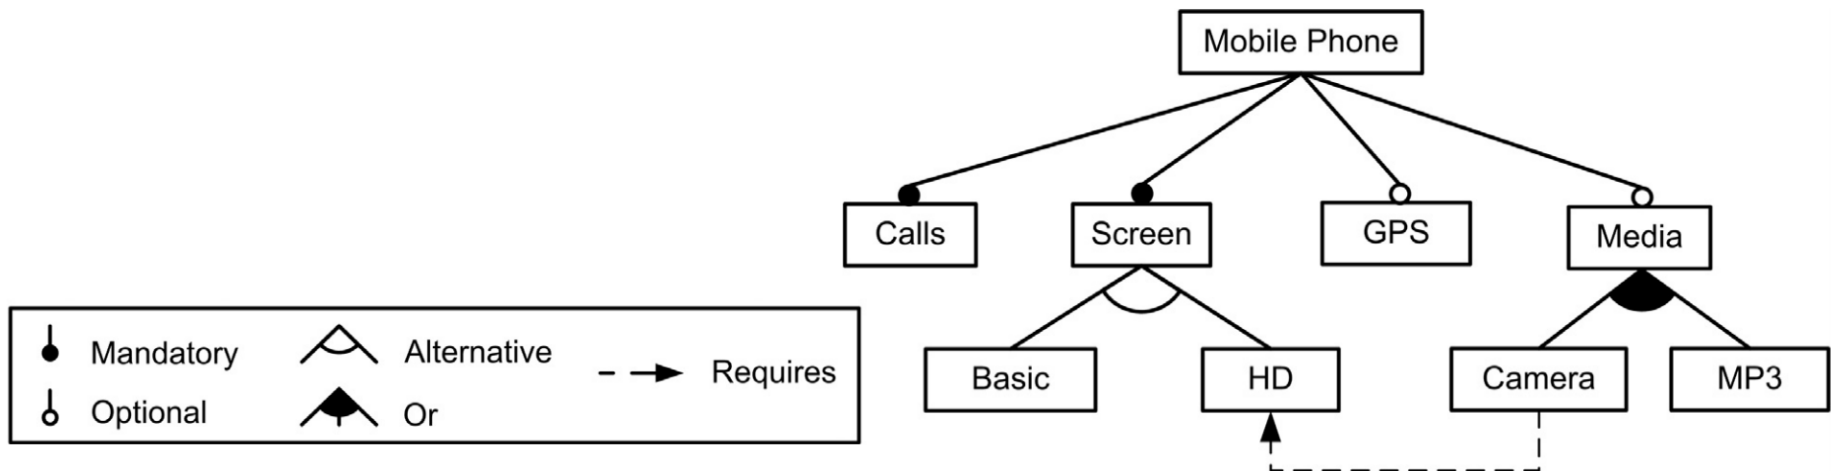 Mobile Phone
Calls
Screen
GPS
Media
Basic
HD
Camera
MP3
Mandatory
Alternative
Requires
Optional
Or